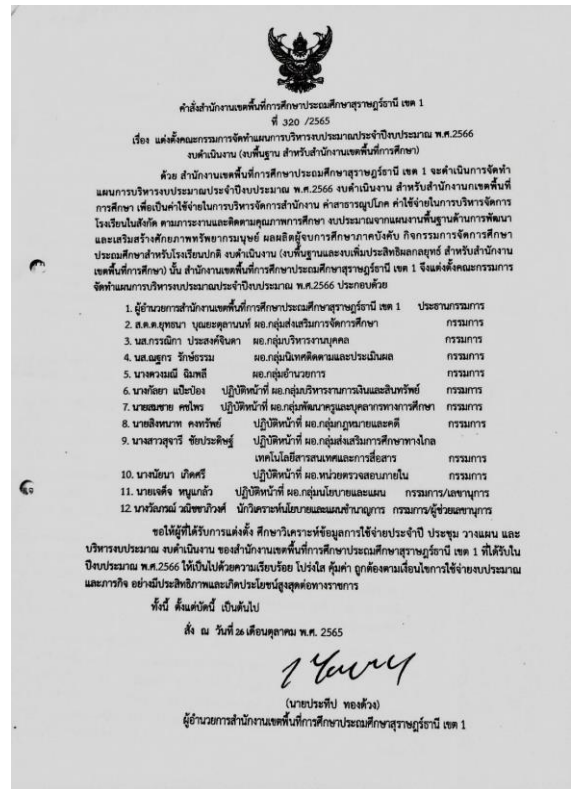 คำสั่งสำนักงานเขตพื้นที่การศึกษาประถมศึกษาสุราษฎร์ธานี เขต 1
ที่ 320 /2565
เรื่อง แต่งตั้งคณะกรรมการจัดทำแผนการบริหารงบประมาณประจำปีงบประมาณ พ.ศ.2566
งบดำเนินงาน (งบพื้นฐาน สำหรับสำนักงานเขตพื้นที่การศึกษา)
ด้วย สำนักงานเขตพื้นที่การศึกษาประถมศึกษาสุราษฎร์ธานี เขต 1 จะดำเนินการจัดทำ
แผนการบริหารงบประมาณประจำปีงบประมาณ พ.ศ.2566 งบดำเนินงาน สำหรับสำนักงานเขตพื้นที่
การศึกษา เพื่อเป็นค่าใช้จ่ายในการบริหารจัดการสำนักงาน ค่าสาธารณูปโภค ค่าใช้จ่ายในการบริหารจัดการ
โรงเรียนในสังกัด ตามภาระงานและติดตามคุณภาพการศึกษา งบประมาณจากแผนงานพื้นฐานด้านการพัฒนา
และเสริมสร้างศักยภาพทรัพยากรมนุษย์ ผลผลิตผู้จบการศึกษาภาคบังคับ กิจกรรมการจัดการศึกษา
ประถมศึกษาสำหรับโรงเรียนปกติ งบดำเนินงาน (งบพื้นฐานและงบเพิ่มประสิทธิผลกลยุทธ์ สำหรับสำนักงาน
เขตพื้นที่การศึกษา) นั้น สำนักงานเขตพื้นที่การศึกษาประถมศึกษาสุราษฎร์ธานี เขต 1 จึงแต่งตั้งคณะกรรมการ
จัดทำแผนการบริหารงบประมาณประจำปีงบประมาณ พ.ศ.2566 ประกอบด้วย
1. ผู้อำนวยการสำนักงานเขตพื้นที่การศึกษาประถมศึกษาสุราษฎร์ธานี เขต 1 ประธานกรรมการ
2. ส.ต.ต.ยุทธนา บุณยะตุลานนท์ ผอ.กลุ่มส่งเสริมการจัดการศึกษา กรรมการ
3. นส.กรรณิกา ประสงค์จินดา ผอ.กลุ่มบริหารงานบุคคล กรรมการ
4. นส.ณฐกร รักษ์ธรรม ผอ.กลุ่มนิเทศติดตามและประเมินผล กรรมการ
5. นางดวงมณี ฉิมพลี ผอ.กลุ่มอำนวยการ กรรมการ
6. นางกัลยา แป๊ะป๋อง ปฏิบัติหน้าที่ ผอ.กลุ่มบริหารงานการเงินและสินทรัพย์ กรรมการ
7. นายสมชาย คชไพร ปฏิบัติหน้าที่ ผอ.กลุ่มพัฒนาครูและบุคลากรทางการศึกษา กรรมการ
8. นายสิงหนาท คงทรัพย์ ปฏิบัติหน้าที่ ผอ.กลุ่มกฎหมายและคดี กรรมการ
9. นางสาวสุจารี ชัยประดิษฐ์ ปฏิบัติหน้าที่ ผอ.กลุ่มส่งเสริมการศึกษาทางไกล
เทคโนโลยีสารสนเทศและการสื่อสาร กรรมการ
10. นางนัยนา เกิดศรี ปฏิบัติหน้าที่ ผอ.หน่วยตรวจสอบภายใน กรรมการ
11. นายเจด็จ หนูแกล้ว ปฏิบัติหน้าที่ ผอ.กลุ่มนโยบายและแผน กรรมการ/เลขานุการ
12. นางวัลภรณ์ วณิชชาภิวงศ์ นักวิเคราะห์นโยบายและแผนชำนาญการ กรรมการ/ผู้ช่วยเลขานุการ
ขอให้ผู้ที่ได้รับการแต่งตั้ง ศึกษาวิเคราะห์ข้อมูลการใช้จ่ายประจำปี ประชุม วางแผน และ
บริหารงบประมาณ งบดำเนินงาน ของสำนักงานเขตพื้นที่การศึกษาประถมศึกษาสุราษฎร์ธานี เขต 1 ที่ได้รับใน
ปีงบประมาณ พ.ศ.2566 ให้เป็นไปด้วยความเรียบร้อย โปร่งใส คุ้มค่า ถูกต้องตามเงื่อนไขการใช้จ่ายงบประมาณ
และภารกิจ อย่างมีประสิทธิภาพและเกิดประโยชน์สูงสุดต่อทางราชการ
ทั้งนี้ ตั้งแต่บัดนี้ เป็นต้นไป
สั่ง ณ วันที่ 26 เดือนตุลาคม พ.ศ. 2565
(นายประทีป ทองด้วง)
ผู้อำนวยการสำนักงานเขตพื้นที่การศึกษาประถมศึกษาสุราษฎร์ธานี เขต 1